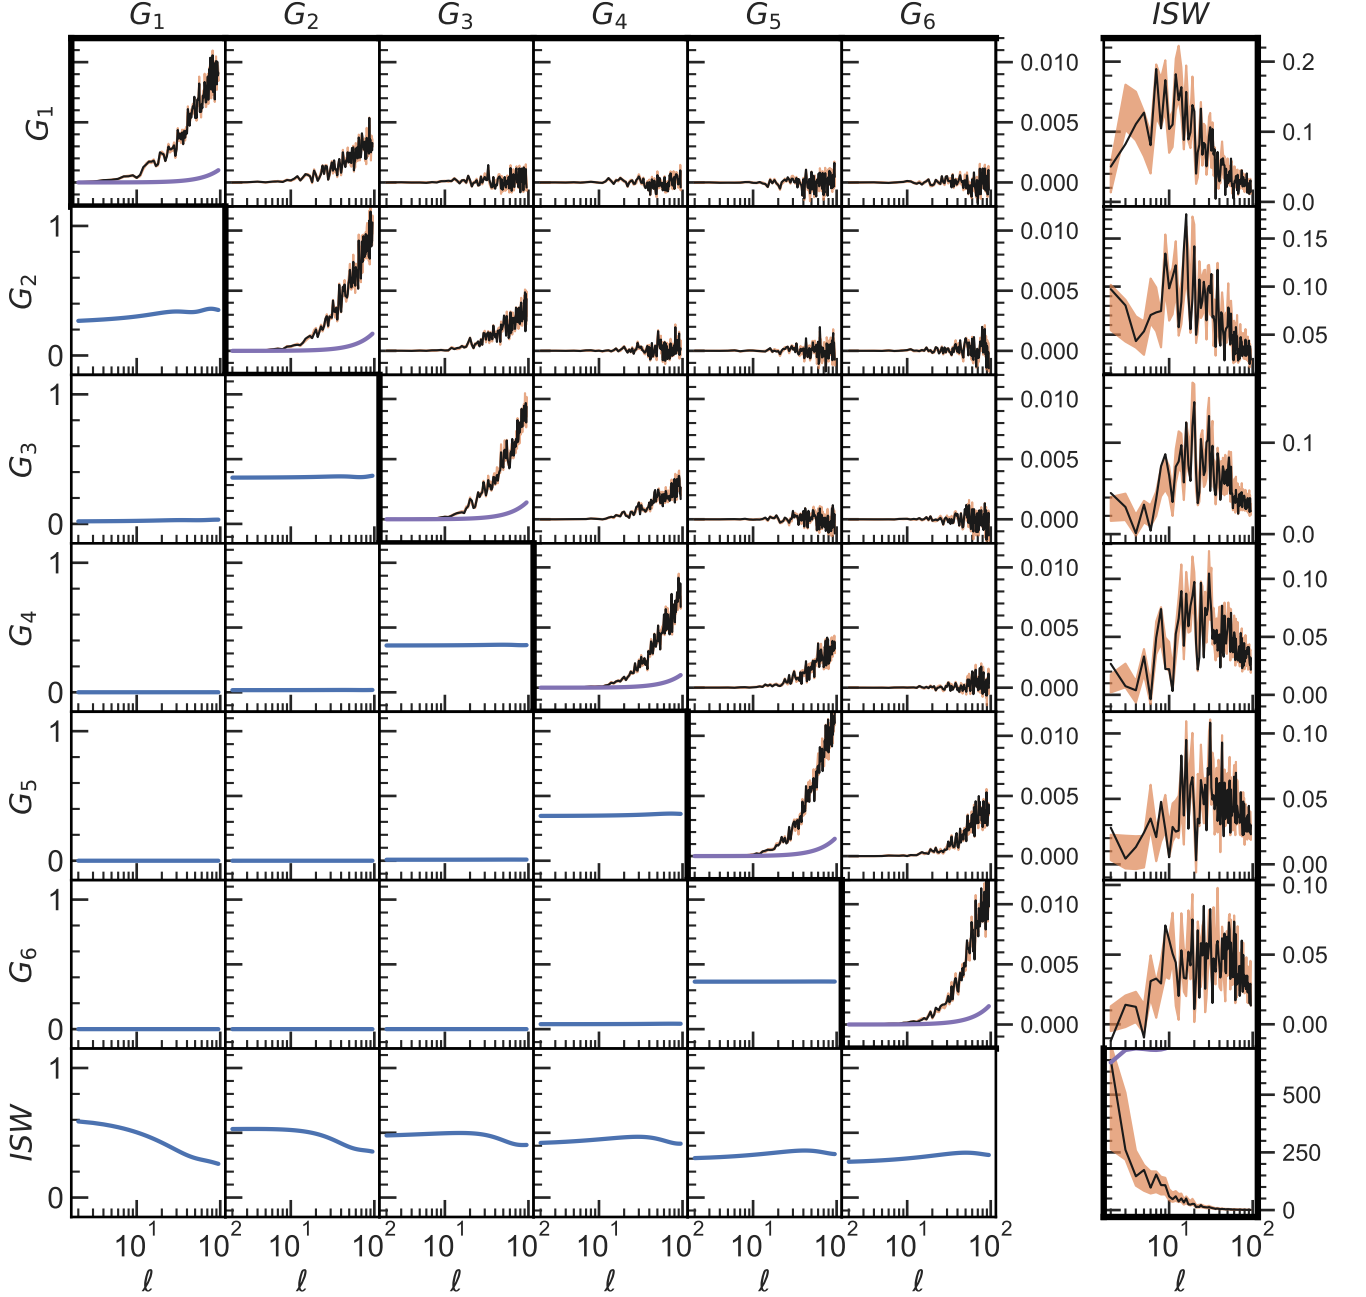 G1 G2 G3 G4 G5 G6 ISW
G1 0.010 0.2
0.005 0.1
0.000 0.0
G2 1 0.010 0.15
0.005 0.10
0 0.000 0.05
G3 1 0.010
0.005 0.1
0 0.000 0.0
G4 1 0.010 0.10
0.005 0.05
0 0.000 0.00
G5 1 0.010 0.10
0.005 0.05
0 0.000 0.00
G6 1 0.010 0.10
0.005 0.05
0 0.000 0.00
ISW 1 500
250
0 0
10^1 10^2 10^1 10^2 10^1 10^2 10^1 10^2 10^1 10^2 10^1 10^2 10^1 10^2
ℓ ℓ ℓ ℓ ℓ ℓ ℓ